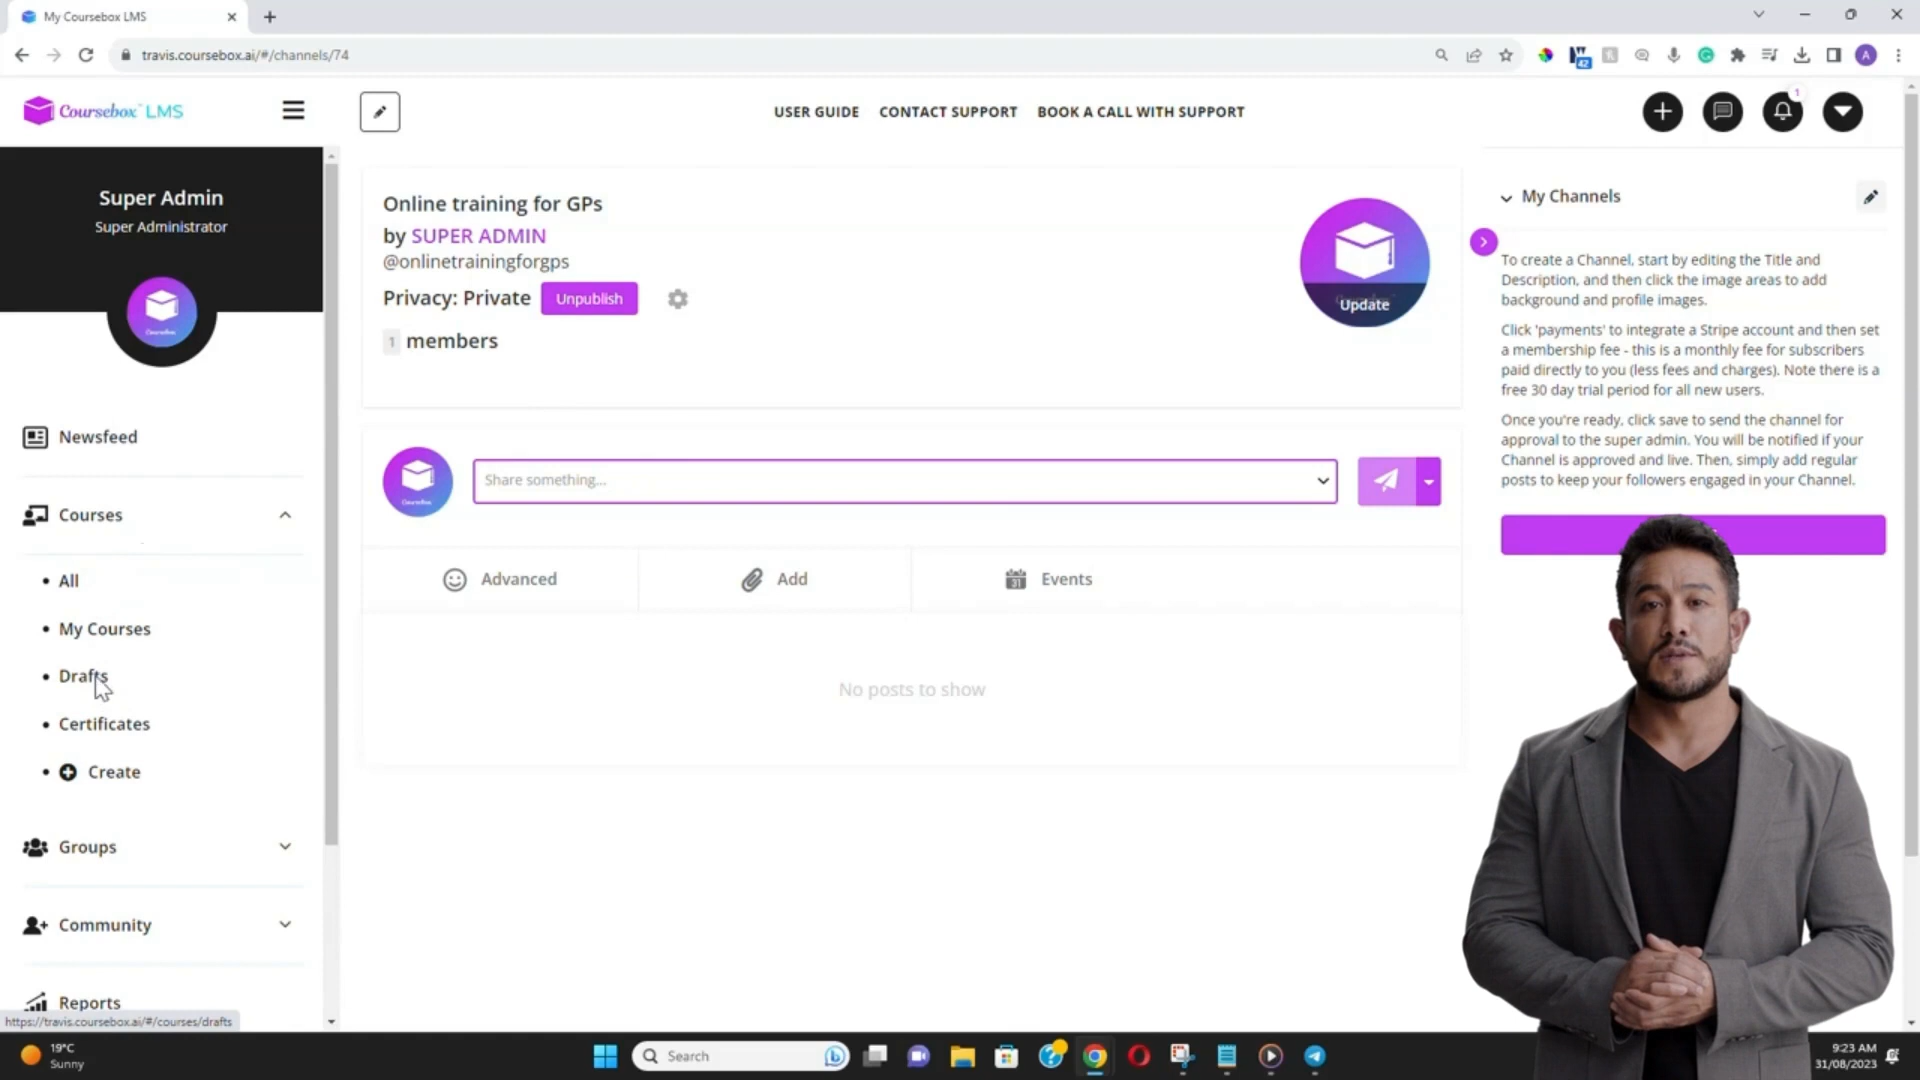 My Coursebox LMS
travis.coursebox.ai/#/channels/74
42
A
Coursebox™ LMS
USER GUIDE
CONTACT SUPPORT
BOOK A CALL WITH SUPPORT
1
Super Admin
Super Administrator
Coursebox
Newsfeed
Courses
All
My Courses
Drafts
Certificates
Create
Groups
Community
Reports
https://travis.coursebox.ai/#/courses/drafts
Online training for GPs
by SUPER ADMIN
@onlinetrainingforgps
Privacy: Private
Unpublish
1 members
Update
Coursebox
Share something...
Advanced
Add
31
Events
No posts to show
My Channels
To create a Channel, start by editing the Title and
Description, and then click the image areas to add
background and profile images.
Click 'payments' to integrate a Stripe account and then set
a membership fee - this is a monthly fee for subscribers
paid directly to you (less fees and charges). Note there is a
free 30 day trial period for all new users.
Once you're ready, click save to send the channel for
approval to the super admin. You will be notified if your
Channel is approved and live. Then, simply add regular
posts to keep your followers engaged in your Channel.
19°C
Sunny
Search
9:23 AM
31/08/2023